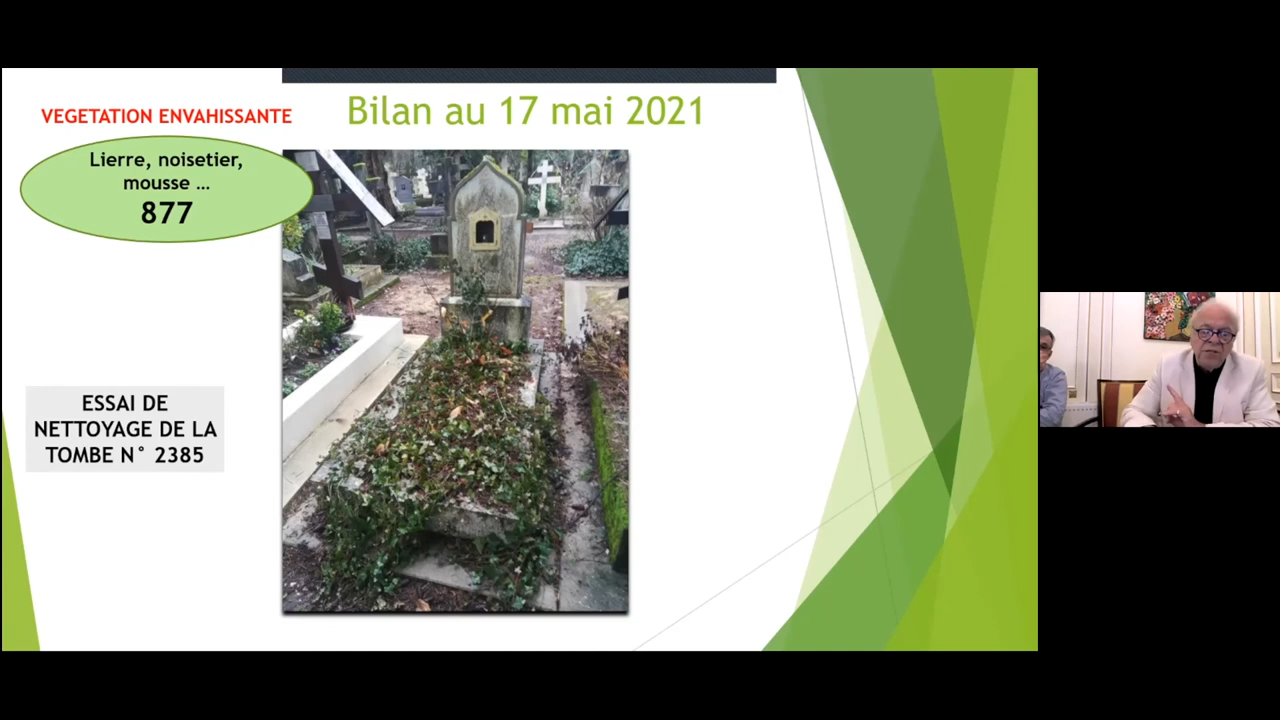 VEGETATION ENVAHISSANTE
Bilan au 17 mai 2021
Lierre, noisetier,
mousse …
877
ESSAI DE
NETTOYAGE DE LA
TOMBE N° 2385